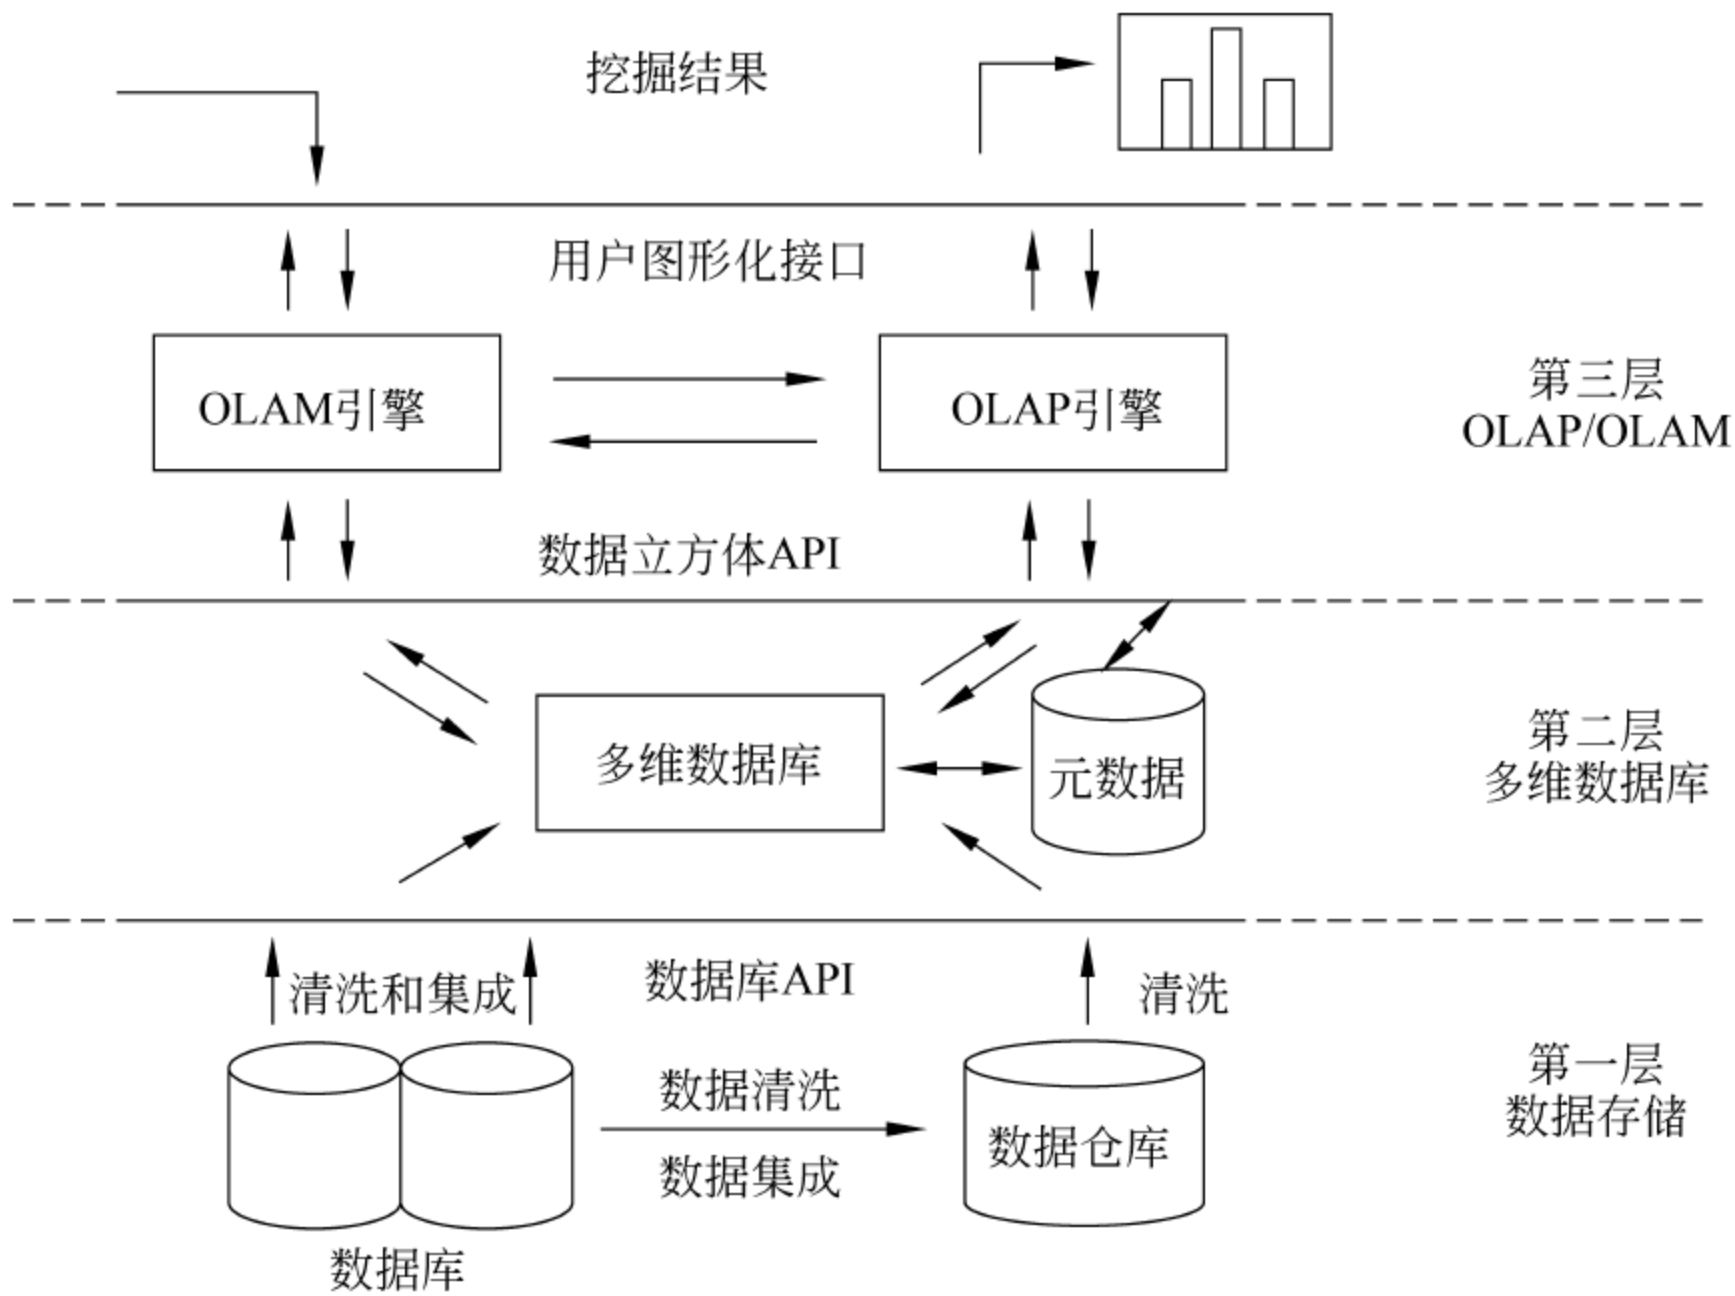 挖掘结果
用户图形化接口
OLAM引擎
OLAP引擎
第三层
OLAP/OLAM
数据立方体API
多维数据库
元数据
第二层
多维数据库
清洗和集成
数据库API
清洗
数据清洗
数据集成
数据仓库
第一层
数据存储
数据库